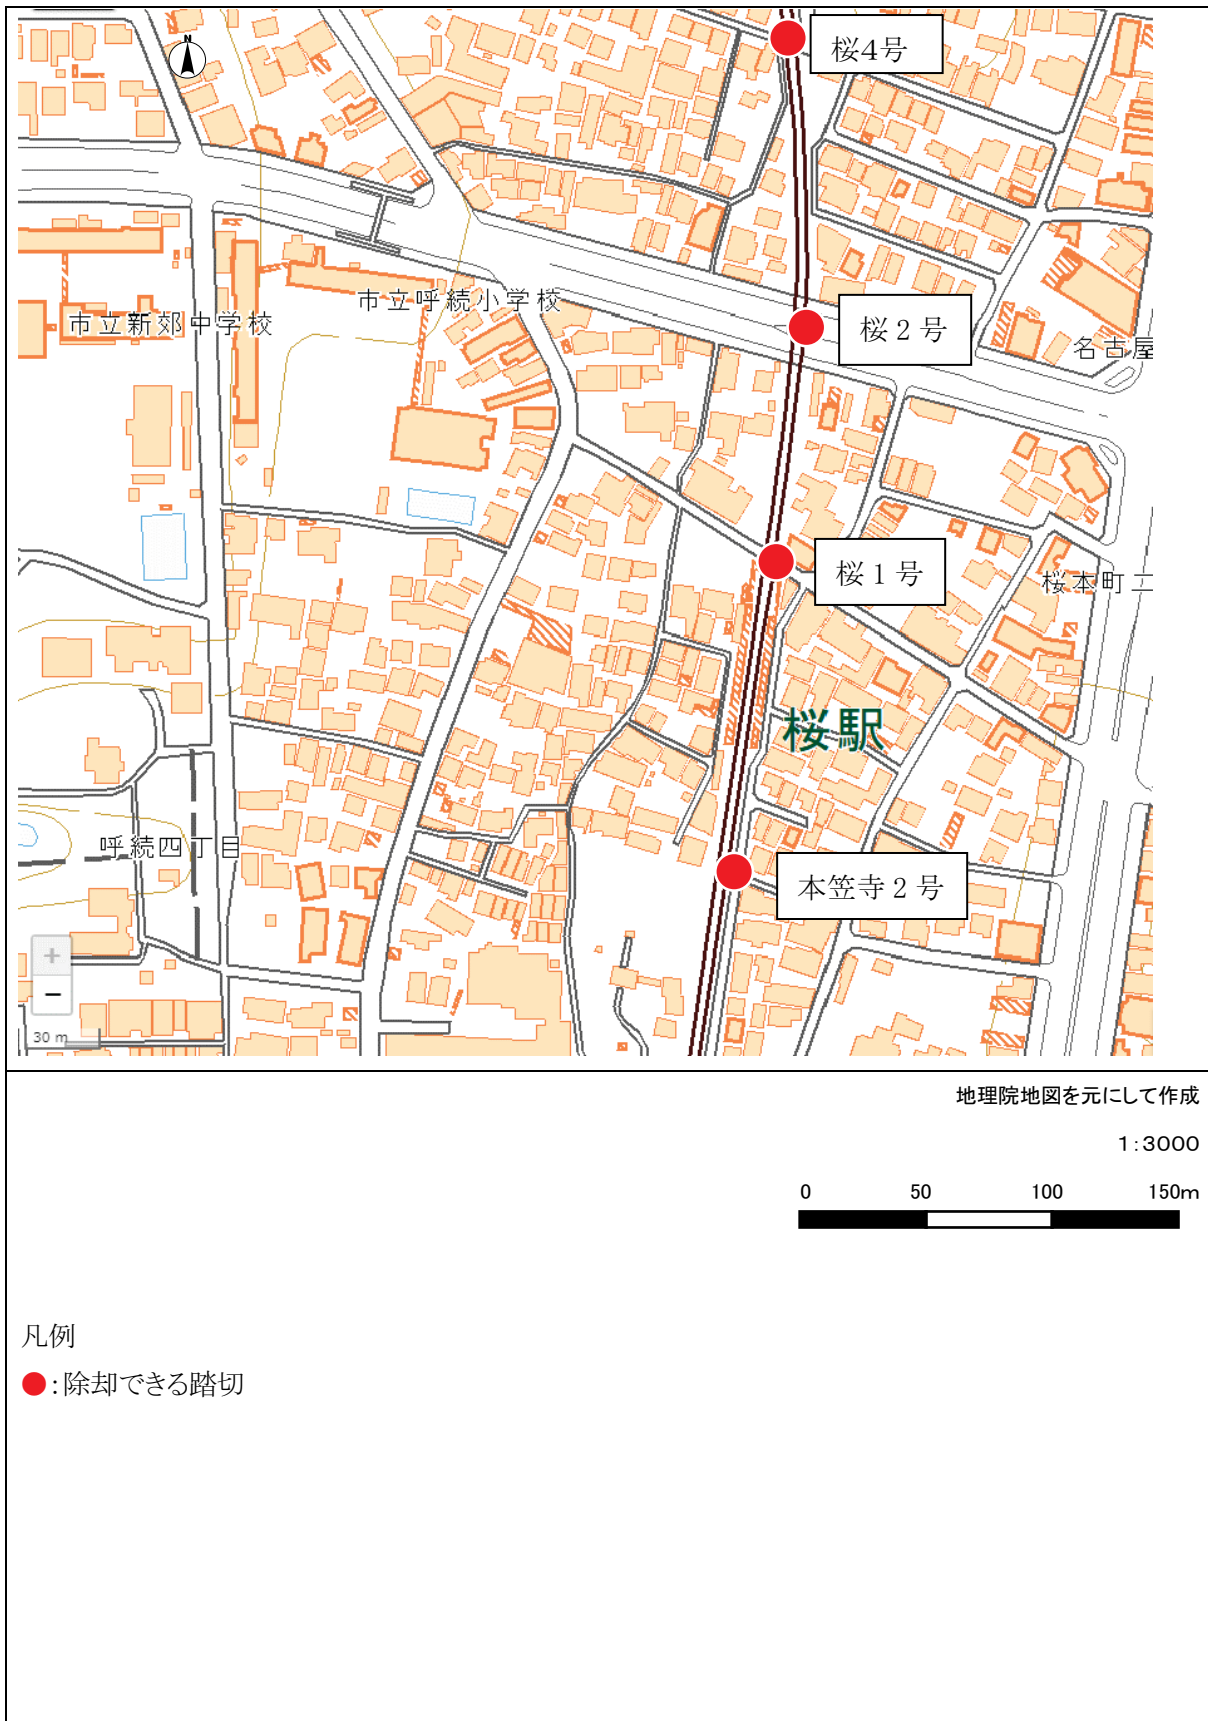 N
桜4号
市立呼続小学校
市立新郊中学校
桜２号
名古屋
桜１号
桜本町二
桜駅
呼続四丁目
本笠寺２号
+
−
30 m
地理院地図を元にして作成
1:3000
0 50 100 150m
凡例
●:除却できる踏切